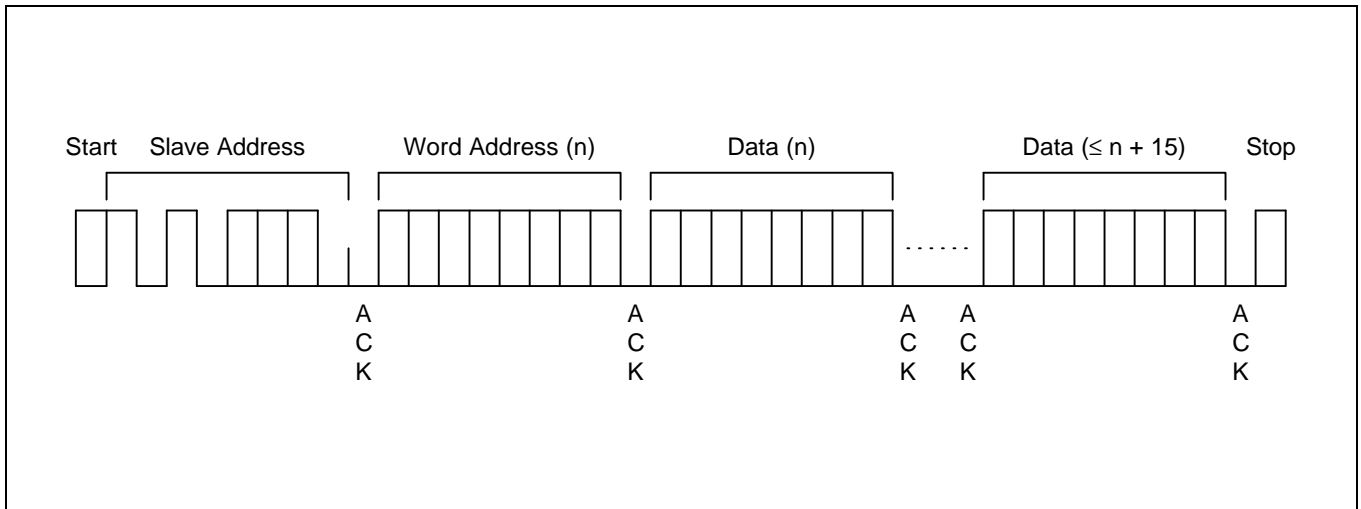 Start Slave Address Word Address (n) Data (n) Data (≤ n + 15) Stop
A A A A A
C C C C C
K K K K K